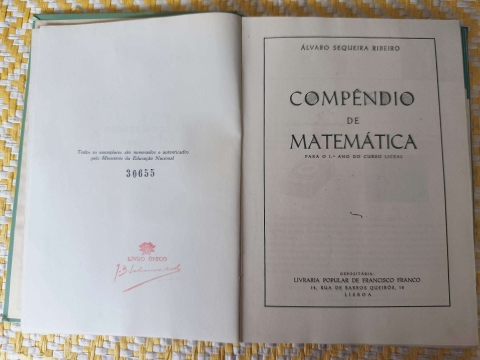 Todos os exemplares são numerados e autenticados
pelo Ministério da Educação Nacional
30655
LIVRO ÚNICO
ÁLVARO SEQUEIRA RIBEIRO
COMPÊNDIO
DE
MATEMÁTICA
PARA O 1.º ANO DO CURSO LICEAL
DEPOSITÁRIA:
LIVRARIA POPULAR DE FRANCISCO FRANCO
14, RUA DE BARROS QUEIROZ, 16
LISBOA